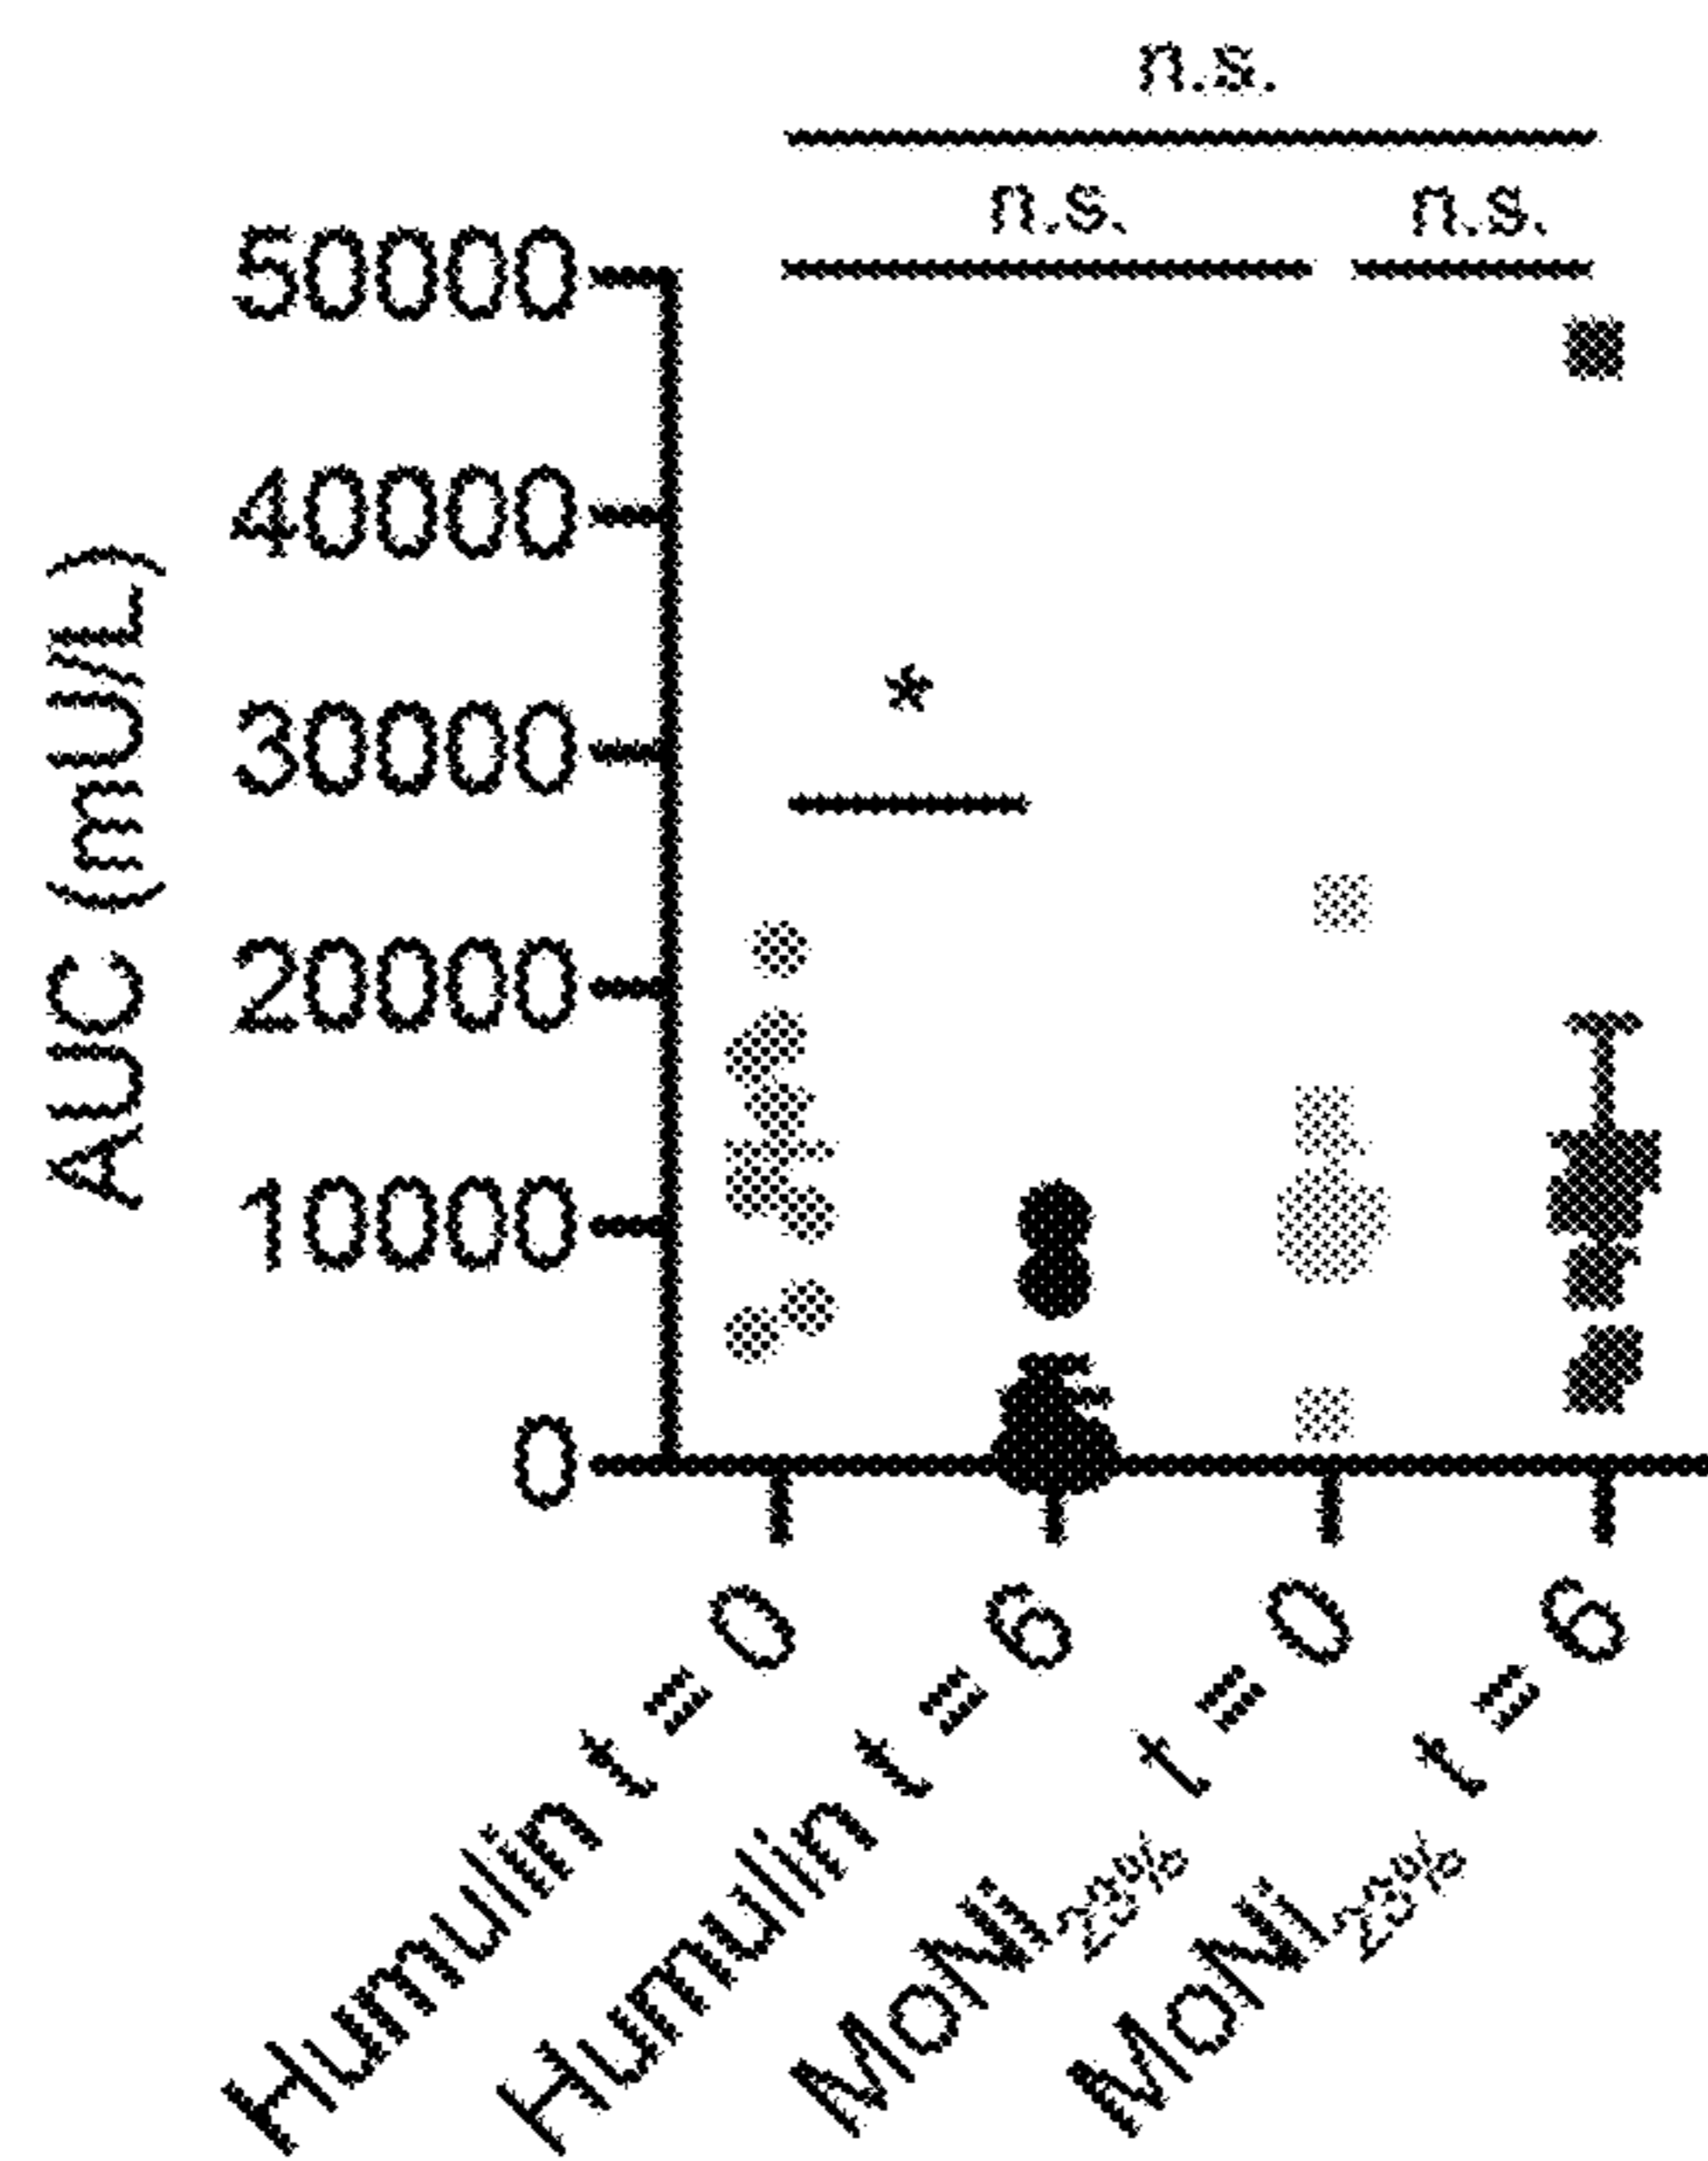 n.s.
n.s. n.s.
50000
40000
*
30000
20000
10000
0
AUC (mU/L)
Humulin t = 0
Humulin t = 6
MoNi23% t = 0
MoNi23% t = 6